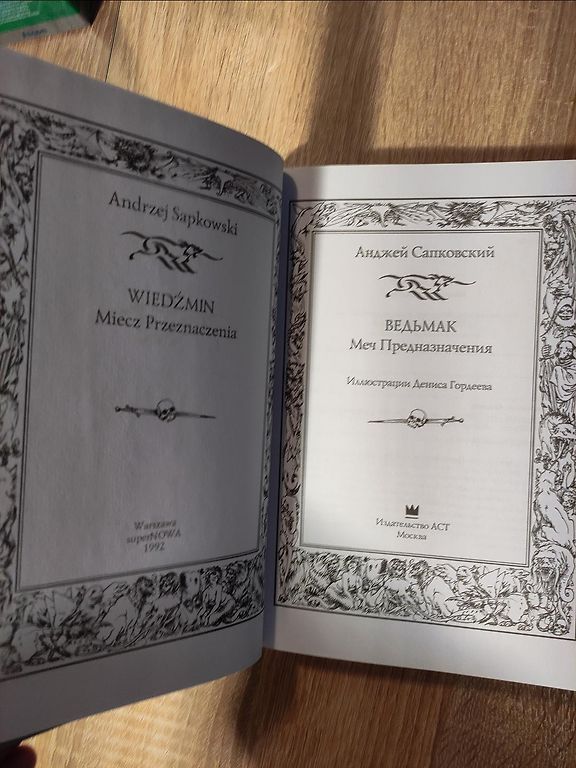 Andrzej Sapkowski
WIEDŹMIN
Miecz Przeznaczenia
Warszawa
superNOWA
1992
Анджей Сапковский
ВЕДЬМАК
Меч Предназначения
Иллюстрации Дениса Гордеева
Издательство АСТ
Москва